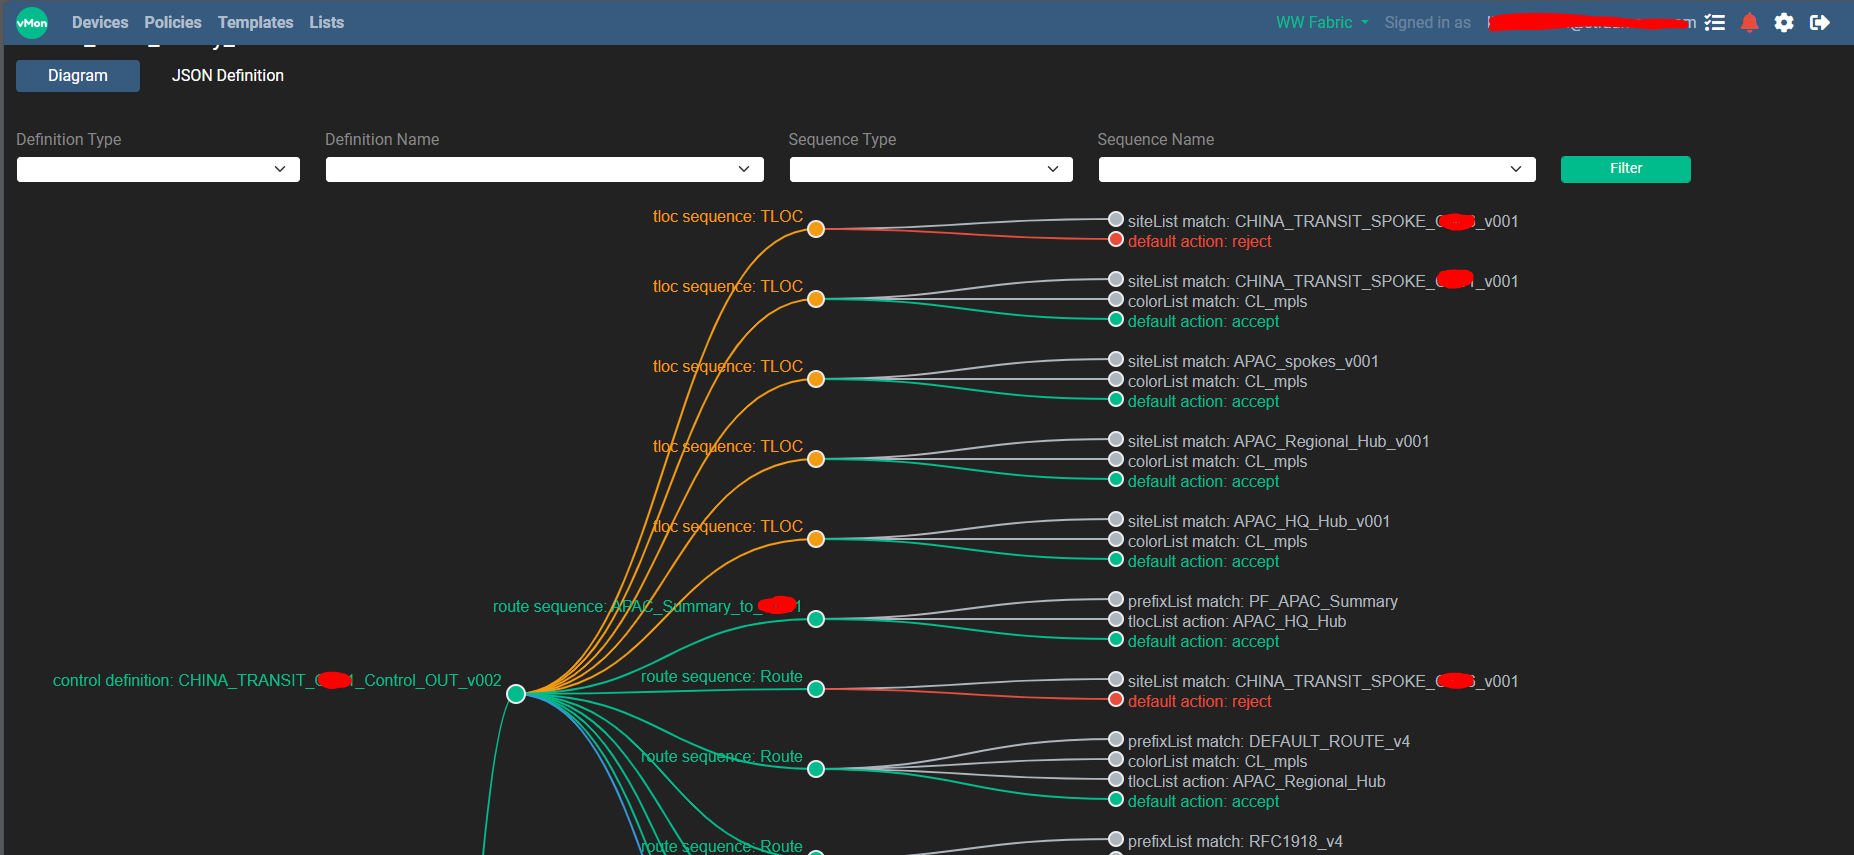 vMon Devices Policies Templates Lists WW Fabric Signed in as
Diagram JSON Definition
Definition Type Definition Name Sequence Type Sequence Name
Filter
tloc sequence: TLOC
siteList match: CHINA_TRANSIT_SPOKE_ _v001
default action: reject
tloc sequence: TLOC
siteList match: CHINA_TRANSIT_SPOKE_ _v001
colorList match: CL_mpls
default action: accept
tloc sequence: TLOC
siteList match: APAC_spokes_v001
colorList match: CL_mpls
default action: accept
tloc sequence: TLOC
siteList match: APAC_Regional_Hub_v001
colorList match: CL_mpls
default action: accept
tloc sequence: TLOC
siteList match: APAC_HQ_Hub_v001
colorList match: CL_mpls
default action: accept
route sequence: APAC_Summary_to_
prefixList match: PF_APAC_Summary
tlocList action: APAC_HQ_Hub
default action: accept
control definition: CHINA_TRANSIT_ _Control_OUT_v002
route sequence: Route
siteList match: CHINA_TRANSIT_SPOKE_ _v001
default action: reject
route sequence: Route
prefixList match: DEFAULT_ROUTE_v4
colorList match: CL_mpls
tlocList action: APAC_Regional_Hub
default action: accept
route sequence: Route
prefixList match: RFC1918_v4